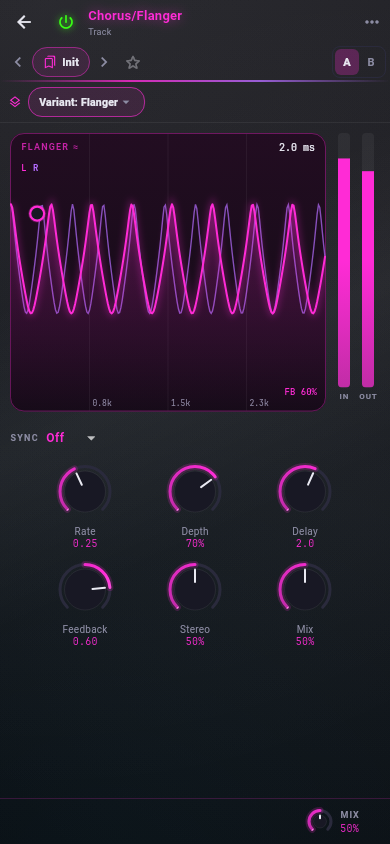 Chorus/Flanger
Track
Init
A B
Variant: Flanger
FLANGER ≈ 2.0 ms
L R
FB 60%
0.8k 1.5k 2.3k
IN OUT
SYNC Off
Rate Depth Delay
0.25 70% 2.0
Feedback Stereo Mix
0.60 50% 50%
MIX
50%